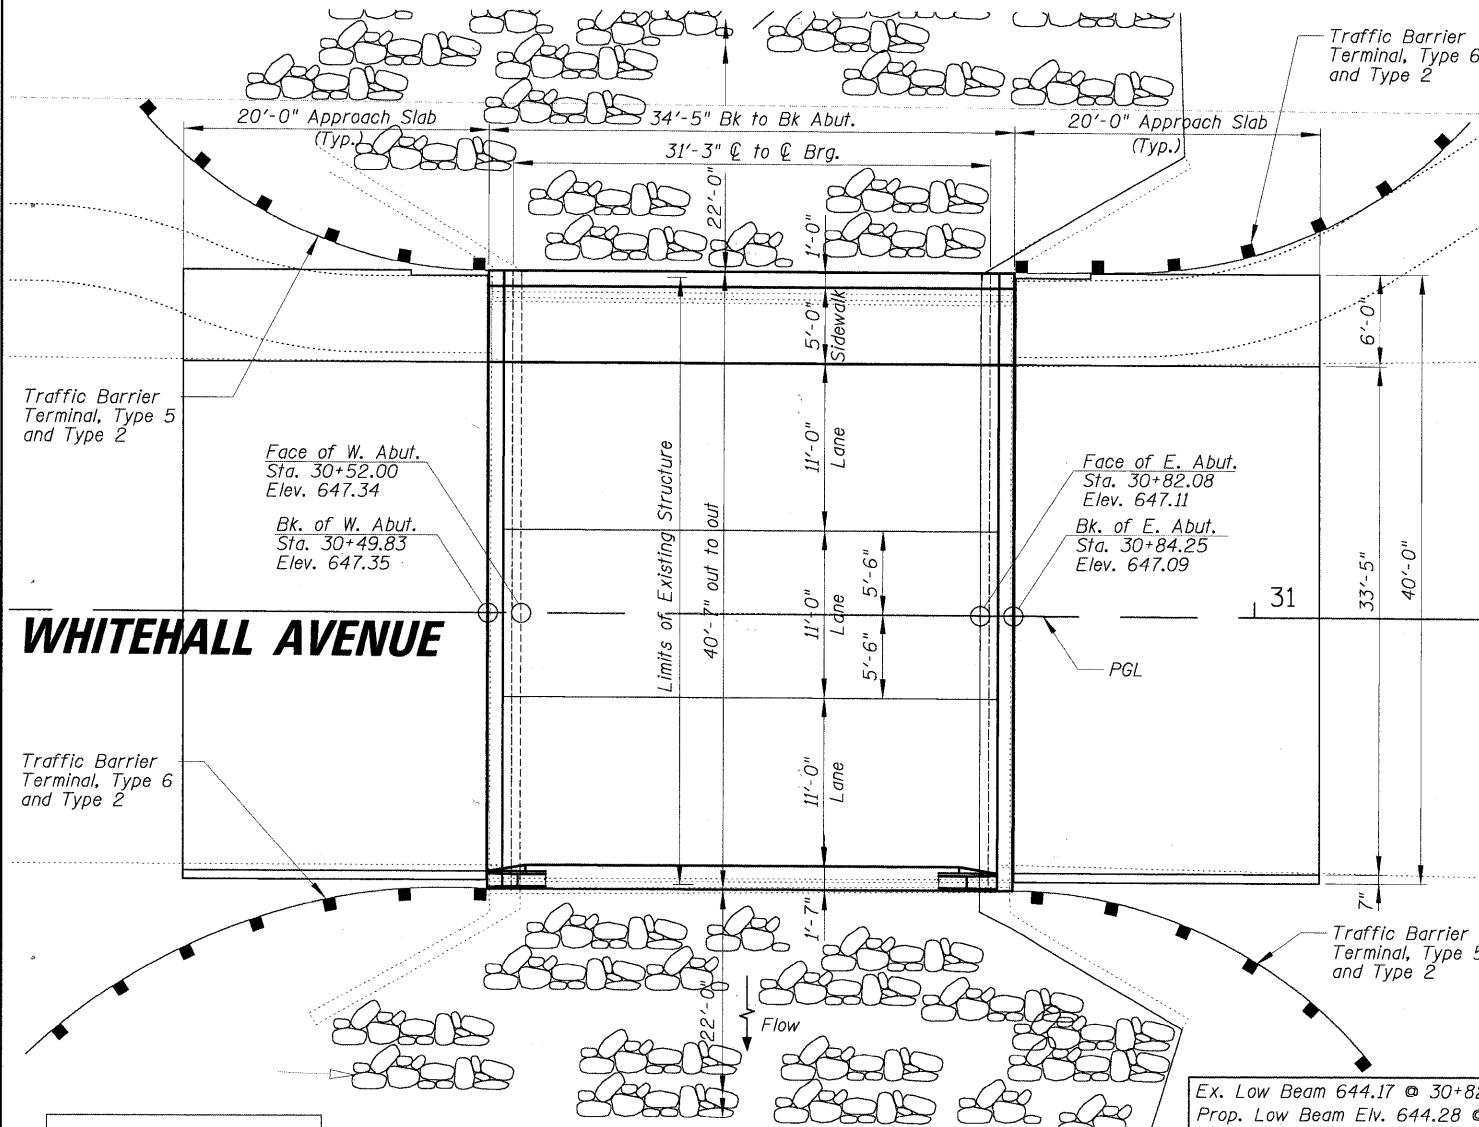 Traffic Barrier
Terminal, Type 6
and Type 2
20'-0" Approach Slab
(Typ.)
34'-5" Bk to Bk Abut.
20'-0" Approach Slab
(Typ.)
31'-3" ℄ to ℄ Brg.
22'-0"
1'-0"
5'-0"
Sidewalk
6'-0"
Traffic Barrier
Terminal, Type 5
and Type 2
11'-0"
Lane
Face of W. Abut.
Sta. 30+52.00
Elev. 647.34
Bk. of W. Abut.
Sta. 30+49.83
Elev. 647.35
Limits of Existing Structure
40'-7" out to out
Face of E. Abut.
Sta. 30+82.08
Elev. 647.11
Bk. of E. Abut.
Sta. 30+84.25
Elev. 647.09
5'-6"
11'-0"
Lane
5'-6"
31
33'-5"
40'-0"
WHITEHALL AVENUE
PGL
Traffic Barrier
Terminal, Type 6
and Type 2
11'-0"
Lane
7"
1'-7"
Traffic Barrier
Terminal, Type 5
and Type 2
22'-0"
Flow
Ex. Low Beam 644.17 @ 30+82
Prop. Low Beam Elv. 644.28 @